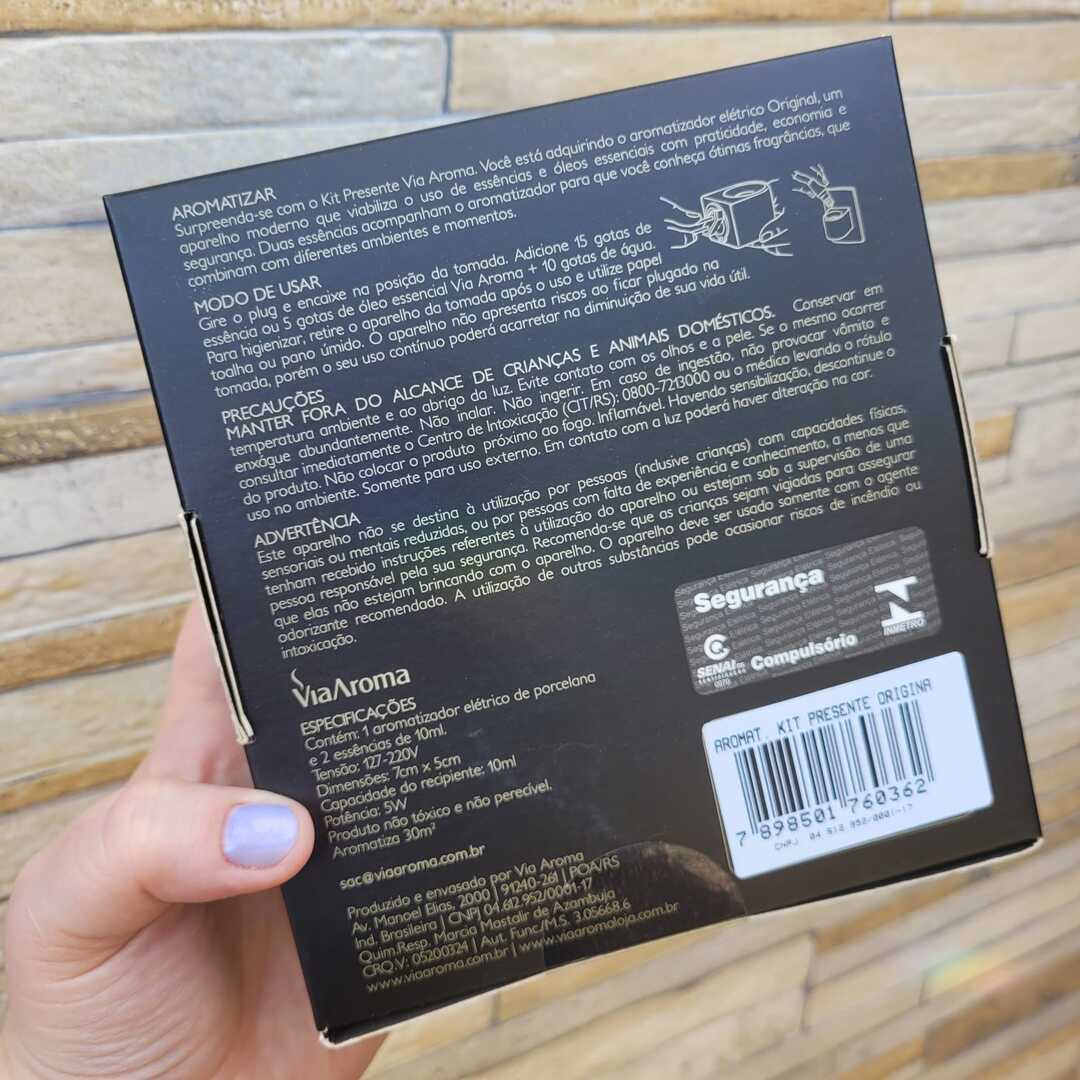 AROMATIZAR
Surpreenda-se com o Kit Presente Via Aroma. Você está adquirindo o aromatizador elétrico Original, um
aparelho moderno que viabiliza o uso de essências e óleos essenciais com praticidade, economia e
segurança. Duas essências acompanham o aromatizador para que você conheça ótimas fragrâncias, que
combinam com diferentes ambientes e momentos.
MODO DE USAR
Gire o plug e encaixe na posição da tomada. Adicione 15 gotas de
essência ou 5 gotas de óleo essencial Via Aroma + 10 gotas de água.
Para higienizar, retire o aparelho da tomada após o uso e utilize papel
toalha ou pano úmido. O aparelho não apresenta riscos ao ficar plugado na
tomada, porém o seu uso contínuo poderá acarretar na diminuição de sua vida útil.
PRECAUÇÕES
MANTER FORA DO ALCANCE DE CRIANÇAS E ANIMAIS DOMÉSTICOS. Conservar em
temperatura ambiente e ao abrigo da luz. Evite contato com os olhos e a pele. Se o mesmo ocorrer
enxágue abundantemente. Não inalar. Não ingerir. Em caso de ingestão, não provocar vômito e
consultar imediatamente o Centro de Intoxicação (CIT/RS): 0800-7213000 ou o médico levando o rótulo
do produto. Não colocar o produto próximo ao fogo. Inflamável. Havendo sensibilização, descontinue o
uso no ambiente. Somente para uso externo. Em contato com a luz poderá haver alteração na cor.
ADVERTÊNCIA
Este aparelho não se destina à utilização por pessoas (inclusive crianças) com capacidades físicas,
sensoriais ou mentais reduzidas, ou por pessoas com falta de experiência e conhecimento, a menos que
tenham recebido instruções referentes à utilização do aparelho ou estejam sob a supervisão de uma
pessoa responsável pela sua segurança. Recomenda-se que as crianças sejam vigiadas para assegurar
que elas não estejam brincando com o aparelho. O aparelho deve ser usado somente com o agente
odorizante recomendado. A utilização de outras substâncias pode ocasionar riscos de incêndio ou
intoxicação.
Segurança
SENAI
0070
Compulsório
INMETRO
ViaAroma
ESPECIFICAÇÕES
Contém: 1 aromatizador elétrico de porcelana
e 2 essências de 10ml.
Tensão: 127-220V
Dimensões: 7cm x 5cm
Capacidade do recipiente: 10ml
Potência: 5W
Produto não tóxico e não perecível.
Aromatiza 30m²
sac@viaaroma.com.br
AROMAT. KIT PRESENTE ORIGINA
7 898501 760362
CNPJ. 04 612 952/0001-17
Produzido e envasado por Via Aroma
Av. Manoel Elias, 2000 | 91240-261 | POA/RS
Ind. Brasileira | CNPJ 04.612.952/0001-17
Quim.Resp. Marcia Mastalir de Azambuja
CRQ.V: 05200324 | Aut. Func/M.S. 3.05668.6
www.viaaroma.com.br | www.viaaromaloja.com.br